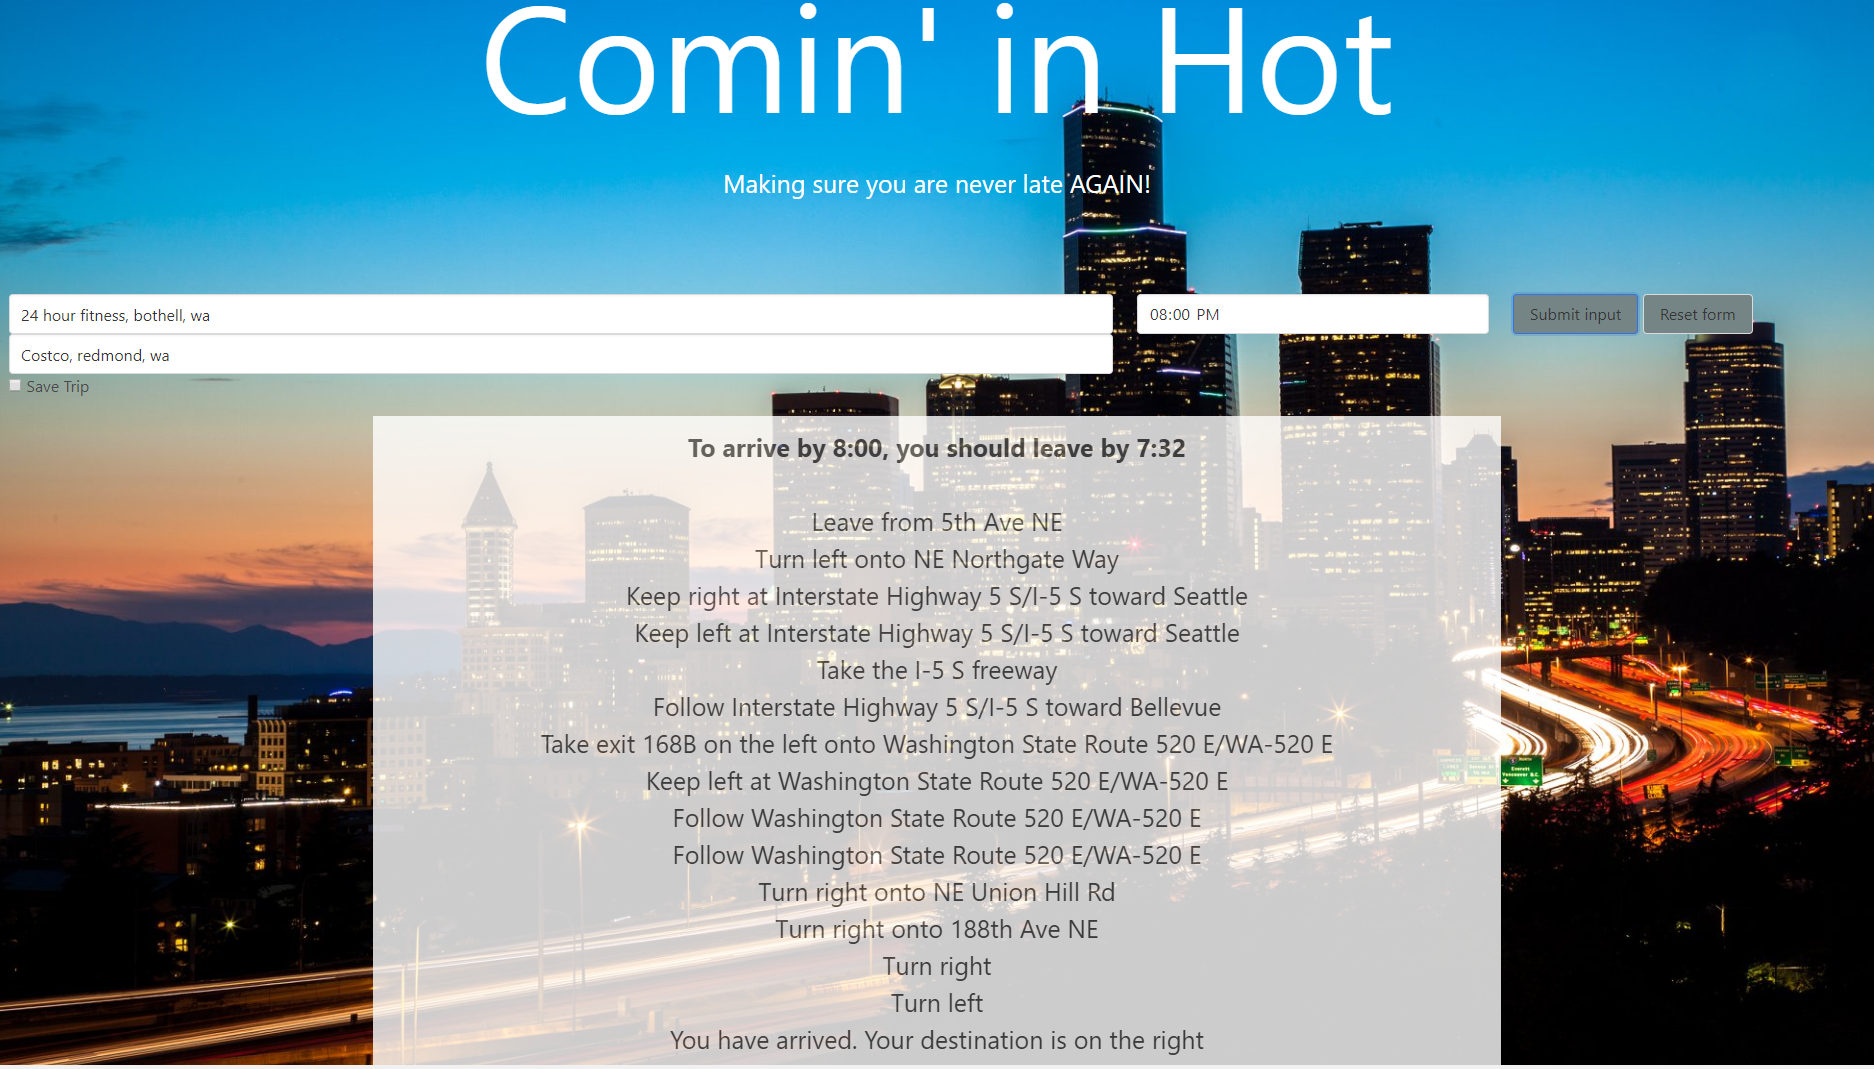 Comin' in Hot
Making sure you are never late AGAIN!
24 hour fitness, bothell, wa
08:00 PM
Submit input
Reset form
Costco, redmond, wa
Save Trip
To arrive by 8:00, you should leave by 7:32
Leave from 5th Ave NE
Turn left onto NE Northgate Way
Keep right at Interstate Highway 5 S/I-5 S toward Seattle
Keep left at Interstate Highway 5 S/I-5 S toward Seattle
Take the I-5 S freeway
Follow Interstate Highway 5 S/I-5 S toward Bellevue
Take exit 168B on the left onto Washington State Route 520 E/WA-520 E
Keep left at Washington State Route 520 E/WA-520 E
Follow Washington State Route 520 E/WA-520 E
Follow Washington State Route 520 E/WA-520 E
Turn right onto NE Union Hill Rd
Turn right onto 188th Ave NE
Turn right
Turn left
You have arrived. Your destination is on the right